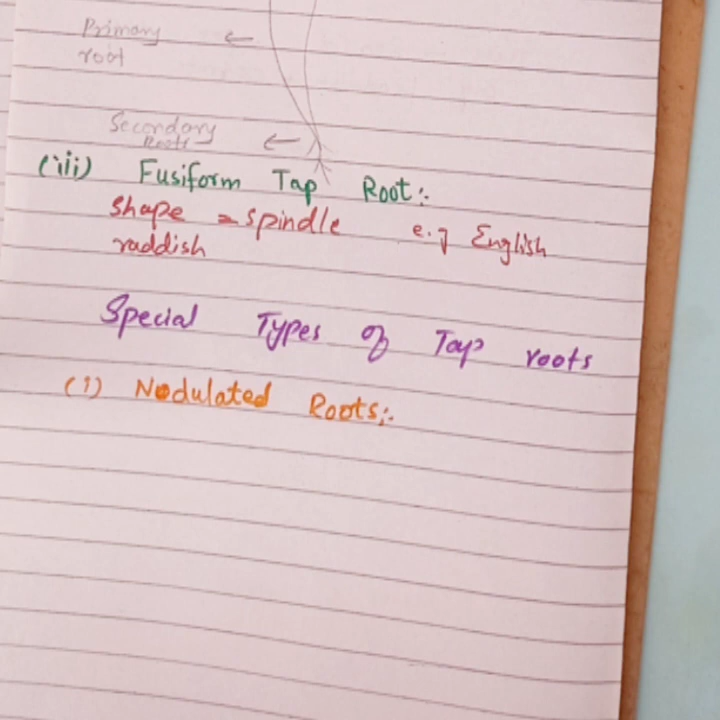 Primary
root
Secondary
Roots
(iii) Fusiform Tap Root:-
shape = spindle e.g English
raddish
Special Types of Tap roots
(i) Nodulated Roots:-